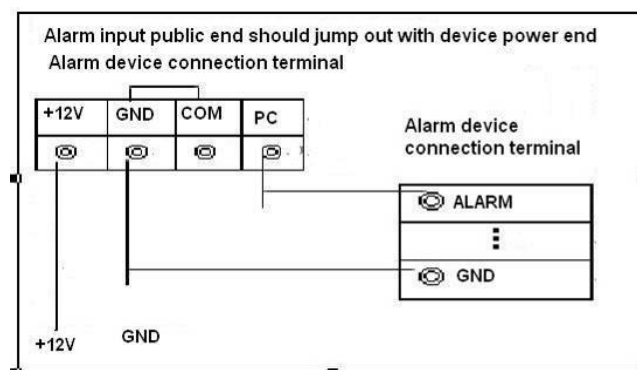 Alarm input public end should jump out with device power end
Alarm device connection terminal
+12V GND COM PC
Alarm device
connection terminal
ALARM
GND
+12V GND